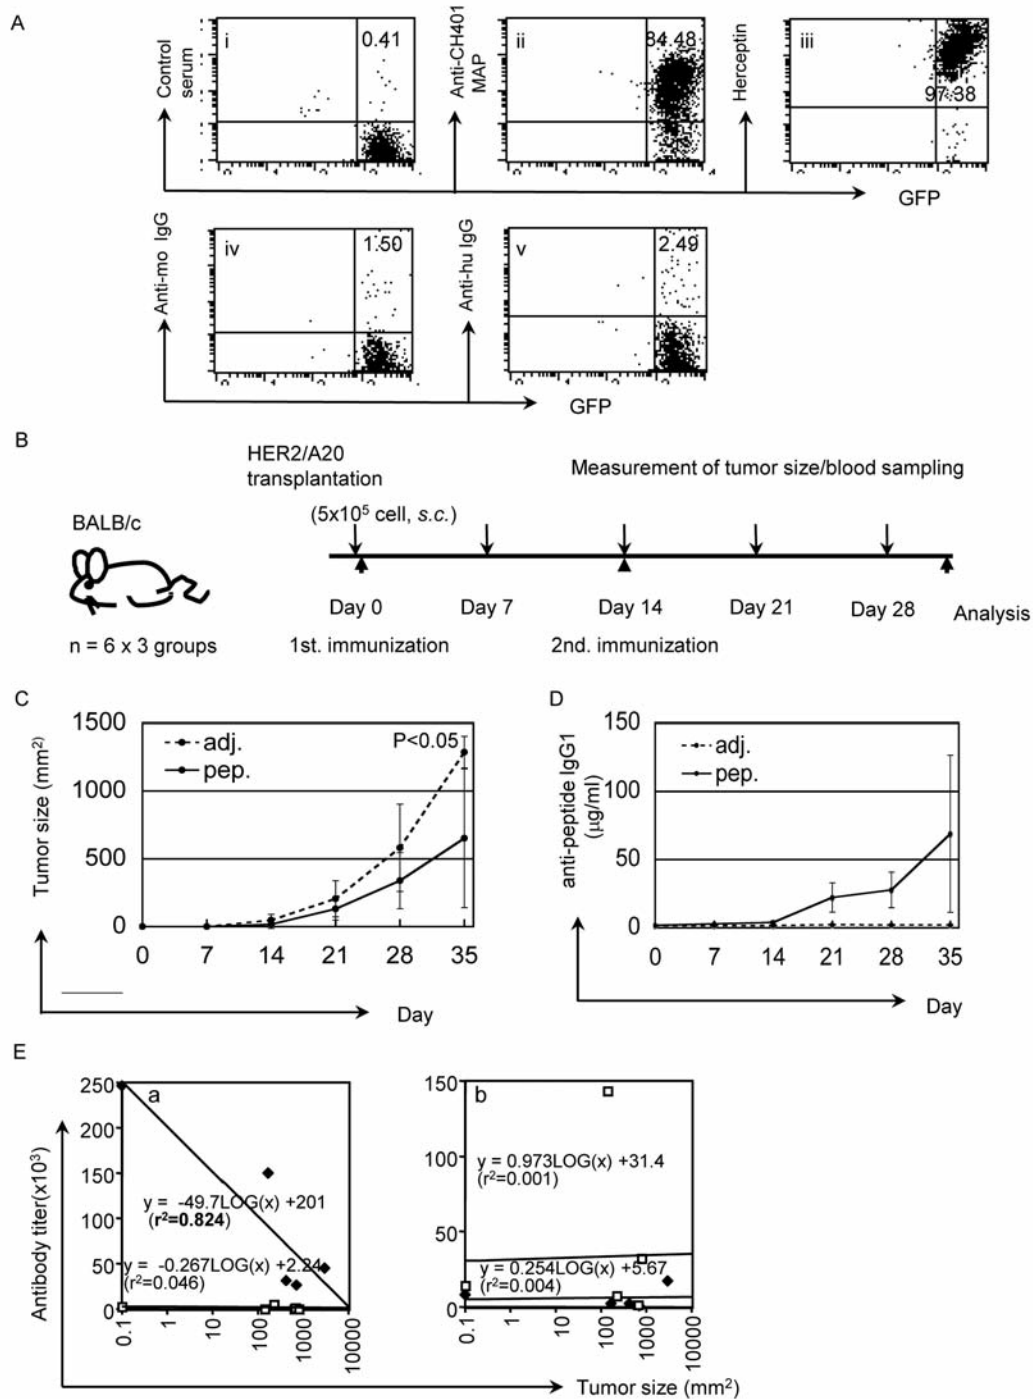 A
Control
serum
i
0.41
Anti-CH401
MAP
ii
84.48
Herceptin
iii
97.38
GFP
Anti-mo IgG
iv
1.50
Anti-hu IgG
v
2.49
GFP
B
HER2/A20
transplantation
(5x10⁵ cell, s.c.)
Measurement of tumor size/blood sampling
BALB/c
n = 6 x 3 groups
Day 0
Day 7
Day 14
Day 21
Day 28
Analysis
1st. immunization
2nd. immunization
C
Tumor size (mm²)
1500
1000
500
0
adj.
pep.
P<0.05
0 7 14 21 28 35
Day
D
anti-peptide IgG1
(μg/ml)
150
100
50
0
adj.
pep.
0 7 14 21 28 35
Day
E
Antibody titer(x10³)
250
200
150
100
50
0
a
y = -49.7LOG(x) +201
(r²=0.824)
y = -0.267LOG(x) +2.24
(r²=0.046)
0.1 1 10 100 1000 10000
150
100
50
0
b
y = 0.973LOG(x) +31.4
(r²=0.001)
y = 0.254LOG(x) +5.67
(r²=0.004)
0.1 1 10 100 1000 10000
Tumor size (mm²)